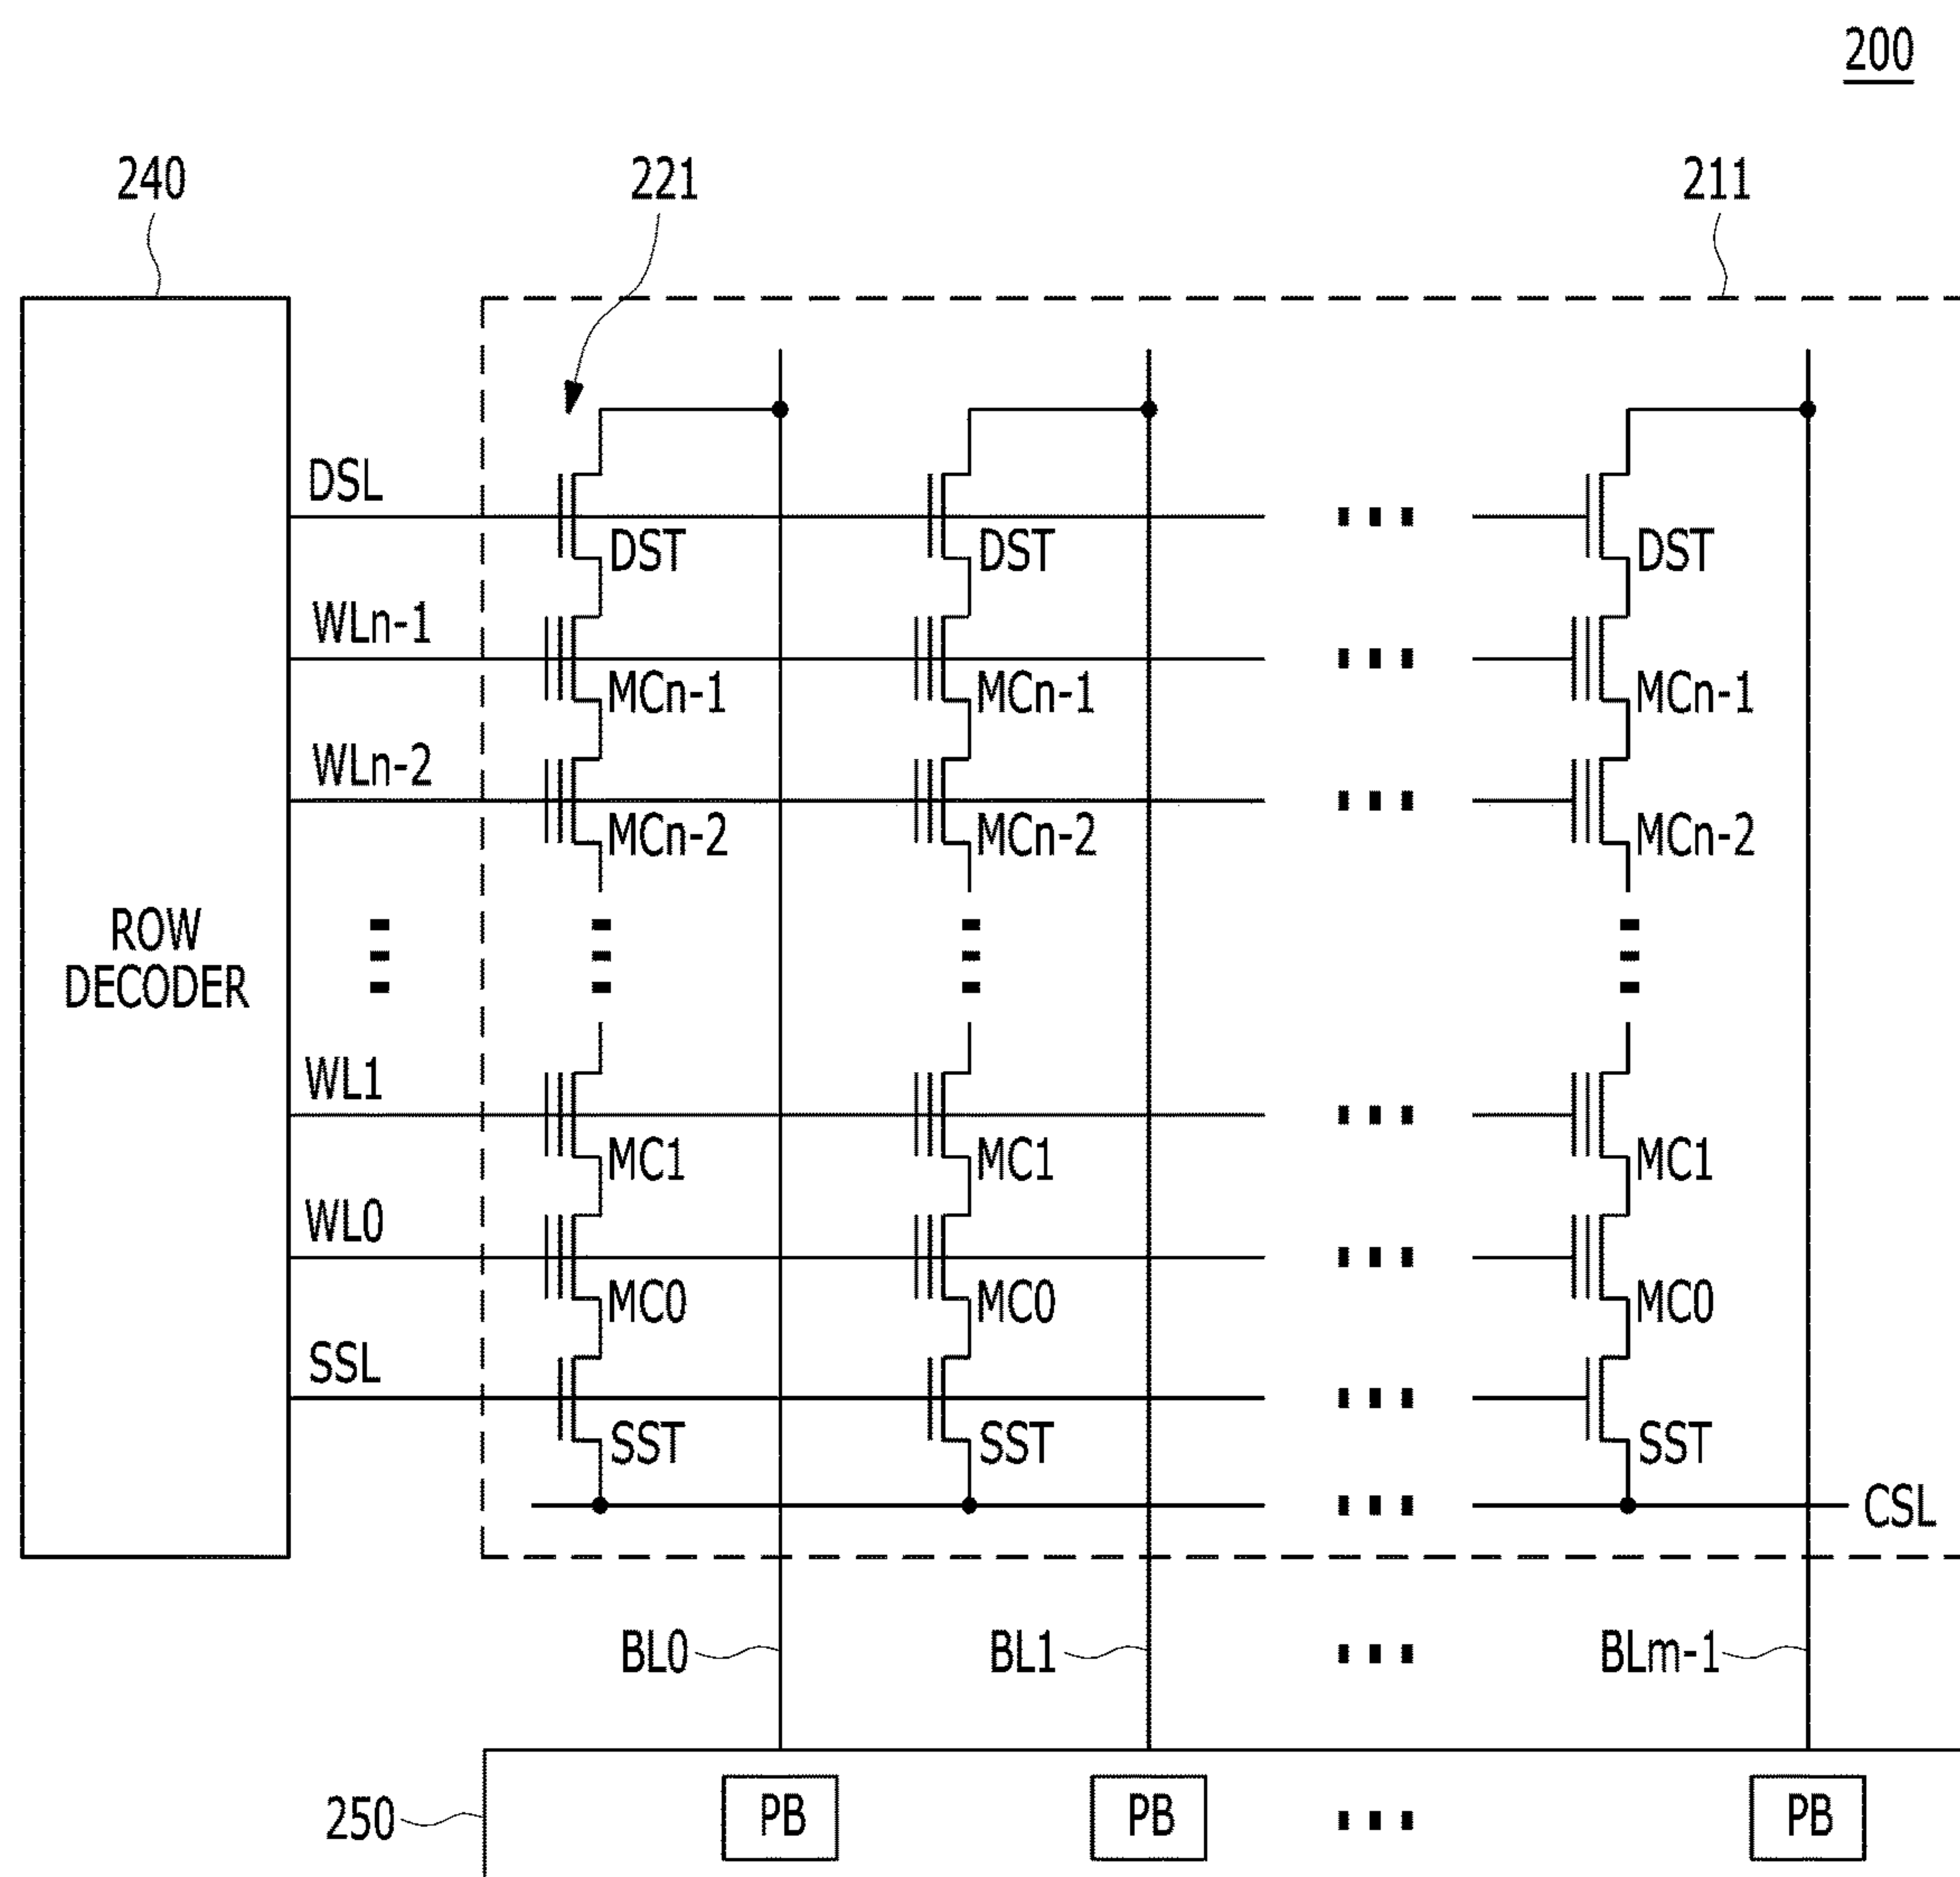 200
240 221 211
DSL
DST DST DST
WLn-1
MCn-1 MCn-1 MCn-1
WLn-2
MCn-2 MCn-2 MCn-2
ROW
DECODER
WL1
MC1 MC1 MC1
WL0
MC0 MC0 MC0
SSL
SST SST SST
CSL
BL0 BL1 BLm-1
250 PB PB PB